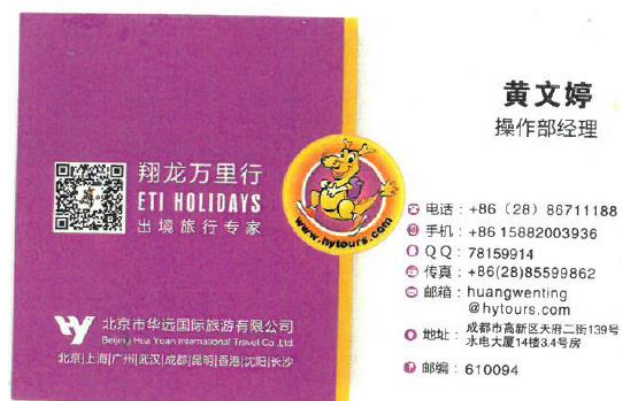 翔龙万里行
ETI HOLIDAYS
出境旅行专家
www.hytours.com
北京市华远国际旅游有限公司
Beijing Hua Yuan International Travel Co.,Ltd.
北京|上海|广州|武汉|成都|昆明|香港|沈阳|长沙
黄文婷
操作部经理
电话：+86（28）86711188
手机：+86 15882003936
QQ：78159914
传真：+86(28)85599862
邮箱：huangwenting
@hytours.com
地址：成都市高新区天府二街139号
水电大厦14楼3.4号房
邮编：610094